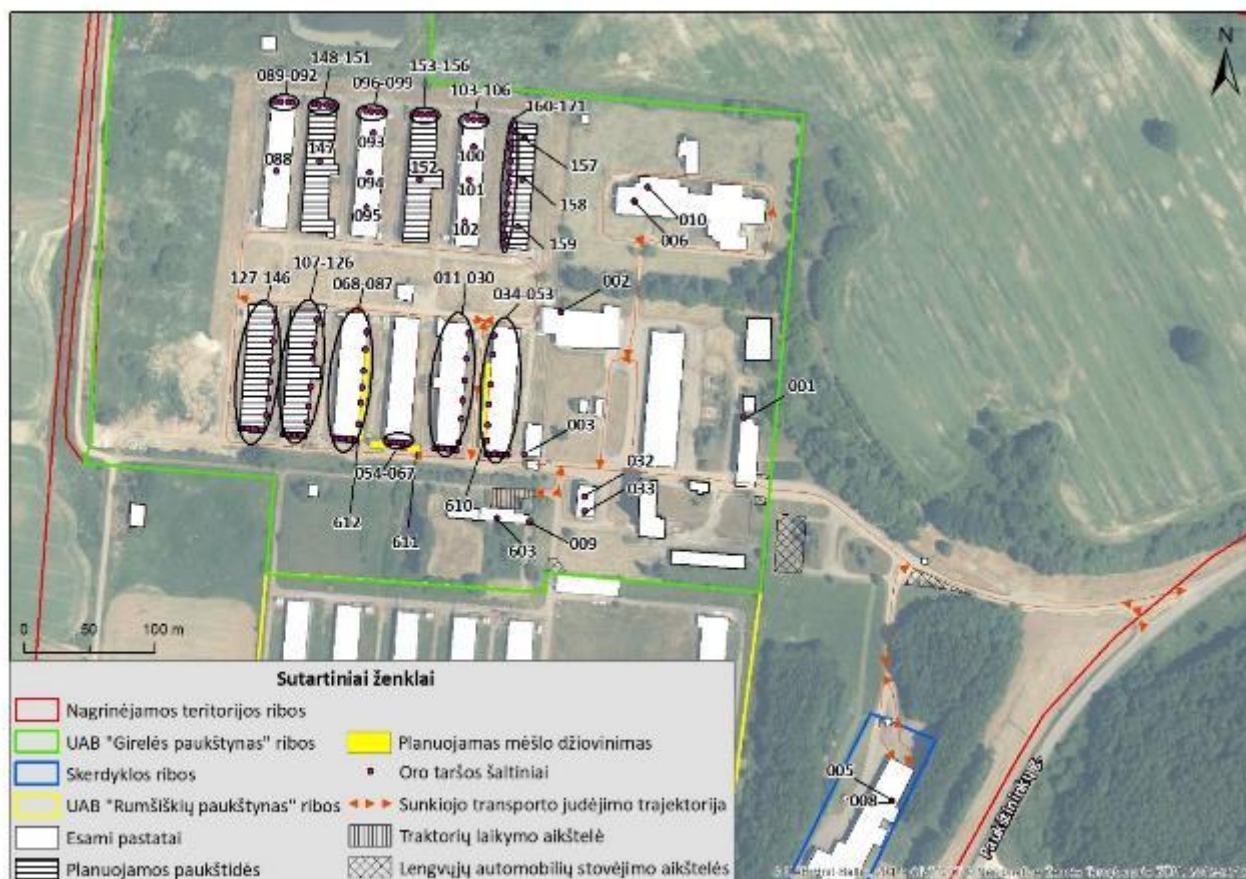 N
148-151
153-156
089-092
096-099
103-106
160-171
093
100
157
147
088
094
152
101
158
010
095
102
159
006
107-126
011-030
127-146
068-087
034-053
002
001
003
054-067
032
033
612
611
610
603
009
0 50 100 m
Sutartiniai ženklai
Nagrinėjamos teritorijos ribos
UAB "Girelės paukštynas" ribos
Planuojamas mėšlo džiovinimas
Skerdyklos ribos
Oro taršos šaltiniai
UAB "Rumšiškių paukštynas" ribos
Sunkiojo transporto judėjimo trajektorija
Esami pastatai
Traktorių laikymo aikštelė
Planuojamos paukštidės
Lengvųjų automobilių stovėjimo aikštelės
005
008